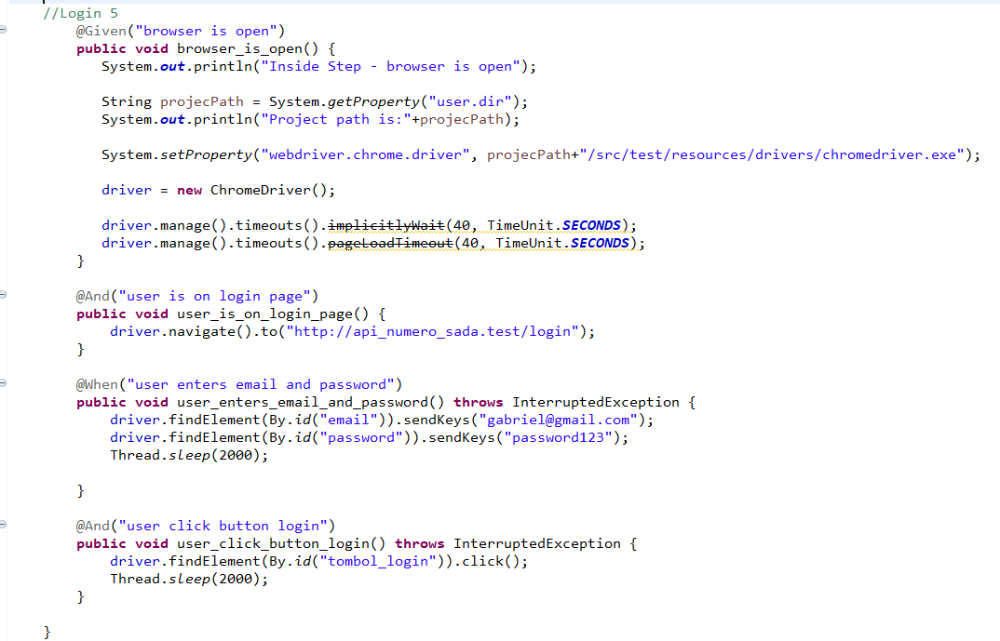 //Login 5
@Given("browser is open")
public void browser_is_open() {
System.out.println("Inside Step - browser is open");
String projecPath = System.getProperty("user.dir");
System.out.println("Project path is:"+projecPath);
System.setProperty("webdriver.chrome.driver", projecPath+"/src/test/resources/drivers/chromedriver.exe");
driver = new ChromeDriver();
driver.manage().timeouts().implicitlyWait(40, TimeUnit.SECONDS);
driver.manage().timeouts().pageLoadTimeout(40, TimeUnit.SECONDS);
}
@And("user is on login page")
public void user_is_on_login_page() {
driver.navigate().to("http://api_numero_sada.test/login");
}
@When("user enters email and password")
public void user_enters_email_and_password() throws InterruptedException {
driver.findElement(By.id("email")).sendKeys("gabriel@gmail.com");
driver.findElement(By.id("password")).sendKeys("password123");
Thread.sleep(2000);
}
@And("user click button login")
public void user_click_button_login() throws InterruptedException {
driver.findElement(By.id("tombol_login")).click();
Thread.sleep(2000);
}
}